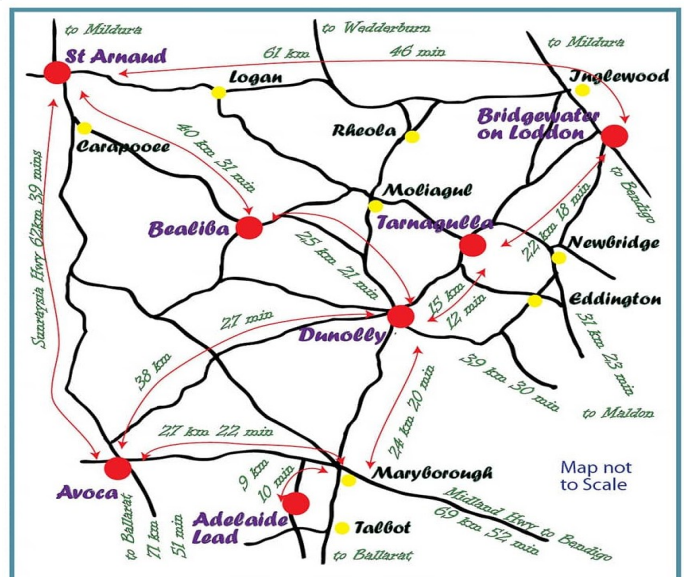 to Mildura
to Wedderburn
to Mildura
St Arnaud
61 km 46 min
Logan
Inglewood
Bridgewater
on Loddon
Rheola
Carapooee
40 km 31 min
to Bendigo
Moliagul
Bealiba
Tarnagulla
22 km 18 min
Newbridge
25 km 21 min
Sunraysia Hwy 62km 39 mins
15 km
12 min
Eddington
27 min
Dunolly
31 km 23 min
38 km
39 km 30 min
24 km 20 min
to Maldon
27 km 22 min
Map not
to Scale
9 km
10 min
Maryborough
Avoca
Midland Hwy to Bendigo
69 km 52 min
Adelaide
Lead
Talbot
to Ballarat
71 km
51 min
to Ballarat